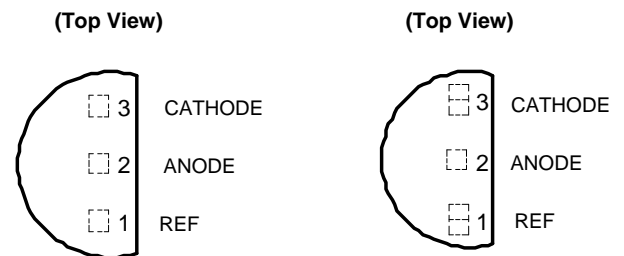 (Top View)
3 CATHODE
2 ANODE
1 REF
(Top View)
3 CATHODE
2 ANODE
1 REF